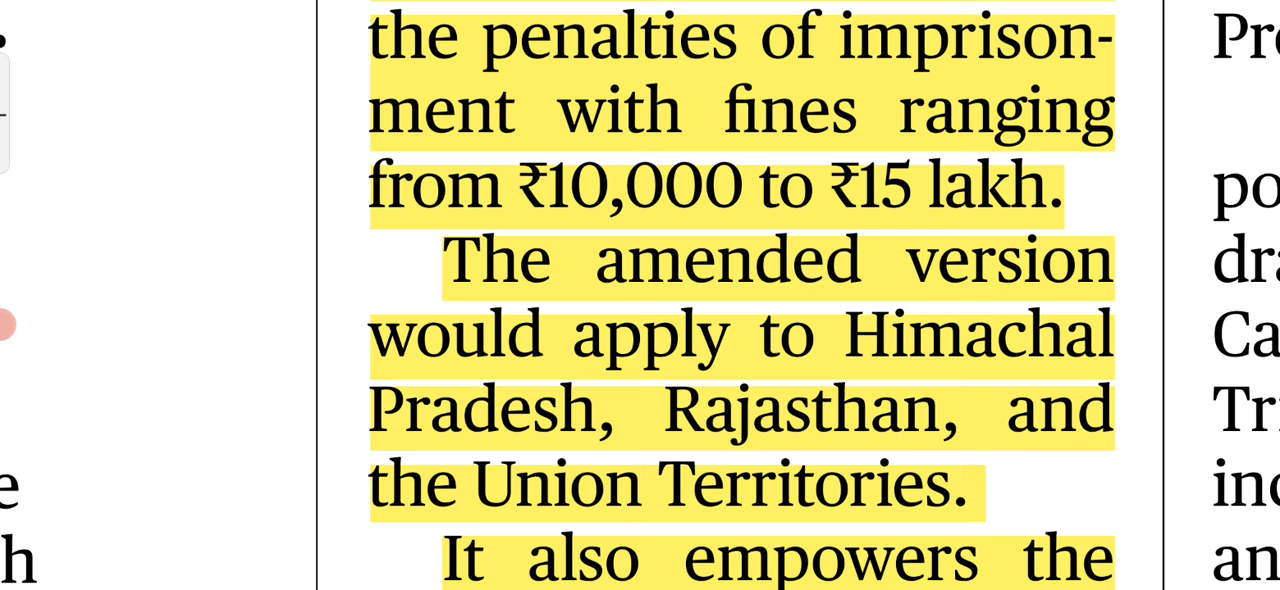 the penalties of imprison-
ment with fines ranging
from ₹10,000 to ₹15 lakh.
The amended version
would apply to Himachal
Pradesh, Rajasthan, and
the Union Territories.
It also empowers the